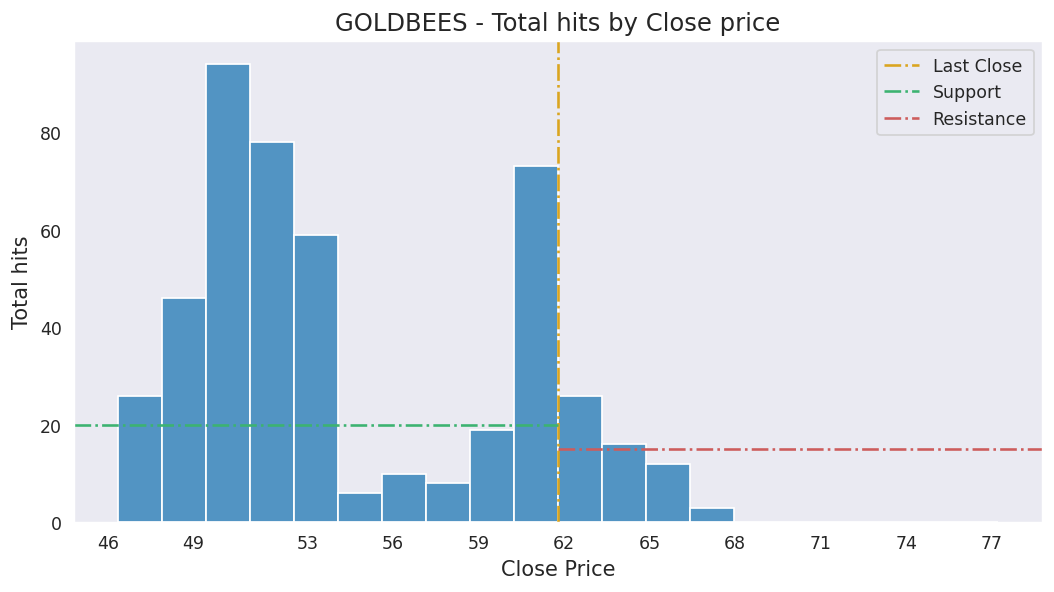 GOLDBEES - Total hits by Close price
Last Close
Support
Resistance
Total hits
80
60
40
20
0
46 49 53 56 59 62 65 68 71 74 77
Close Price